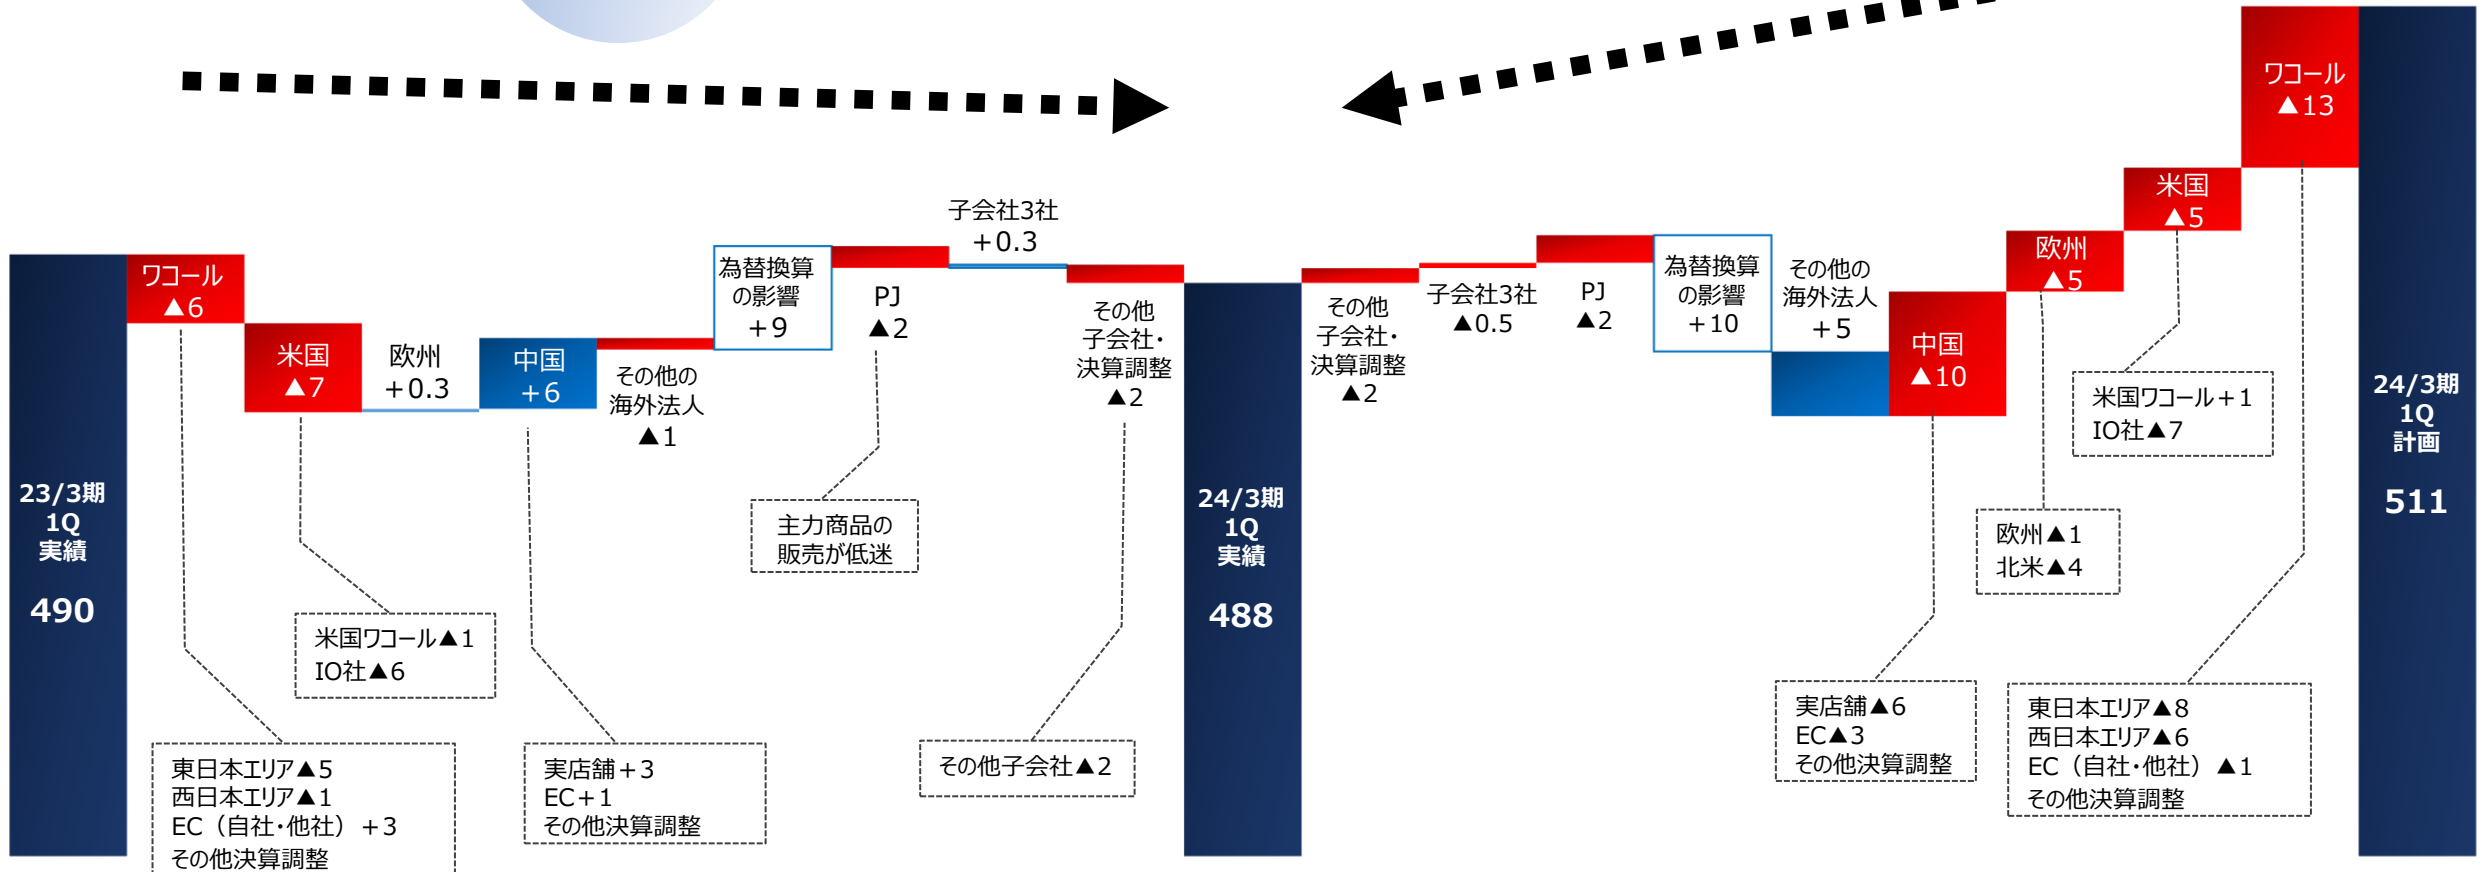 23/3期
1Q
実績
490
ワコール
▲6
米国
▲7
欧州
+0.3
中国
+6
その他の
海外法人
▲1
為替換算
の影響
+9
PJ
▲2
子会社3社
+0.3
その他
子会社・
決算調整
▲2
24/3期
1Q
実績
488
その他
子会社・
決算調整
▲2
子会社3社
▲0.5
PJ
▲2
為替換算
の影響
+10
その他の
海外法人
+5
中国
▲10
欧州
▲5
米国
▲5
ワコール
▲13
24/3期
1Q
計画
511
東日本エリア▲5
西日本エリア▲1
EC(自社・他社)+3
その他決算調整
米国ワコール▲1
IO社▲6
実店舗+3
EC+1
その他決算調整
主力商品の
販売が低迷
その他子会社▲2
実店舗▲6
EC▲3
その他決算調整
欧州▲1
北米▲4
米国ワコール+1
IO社▲7
東日本エリア▲8
西日本エリア▲6
EC(自社・他社)▲1
その他決算調整